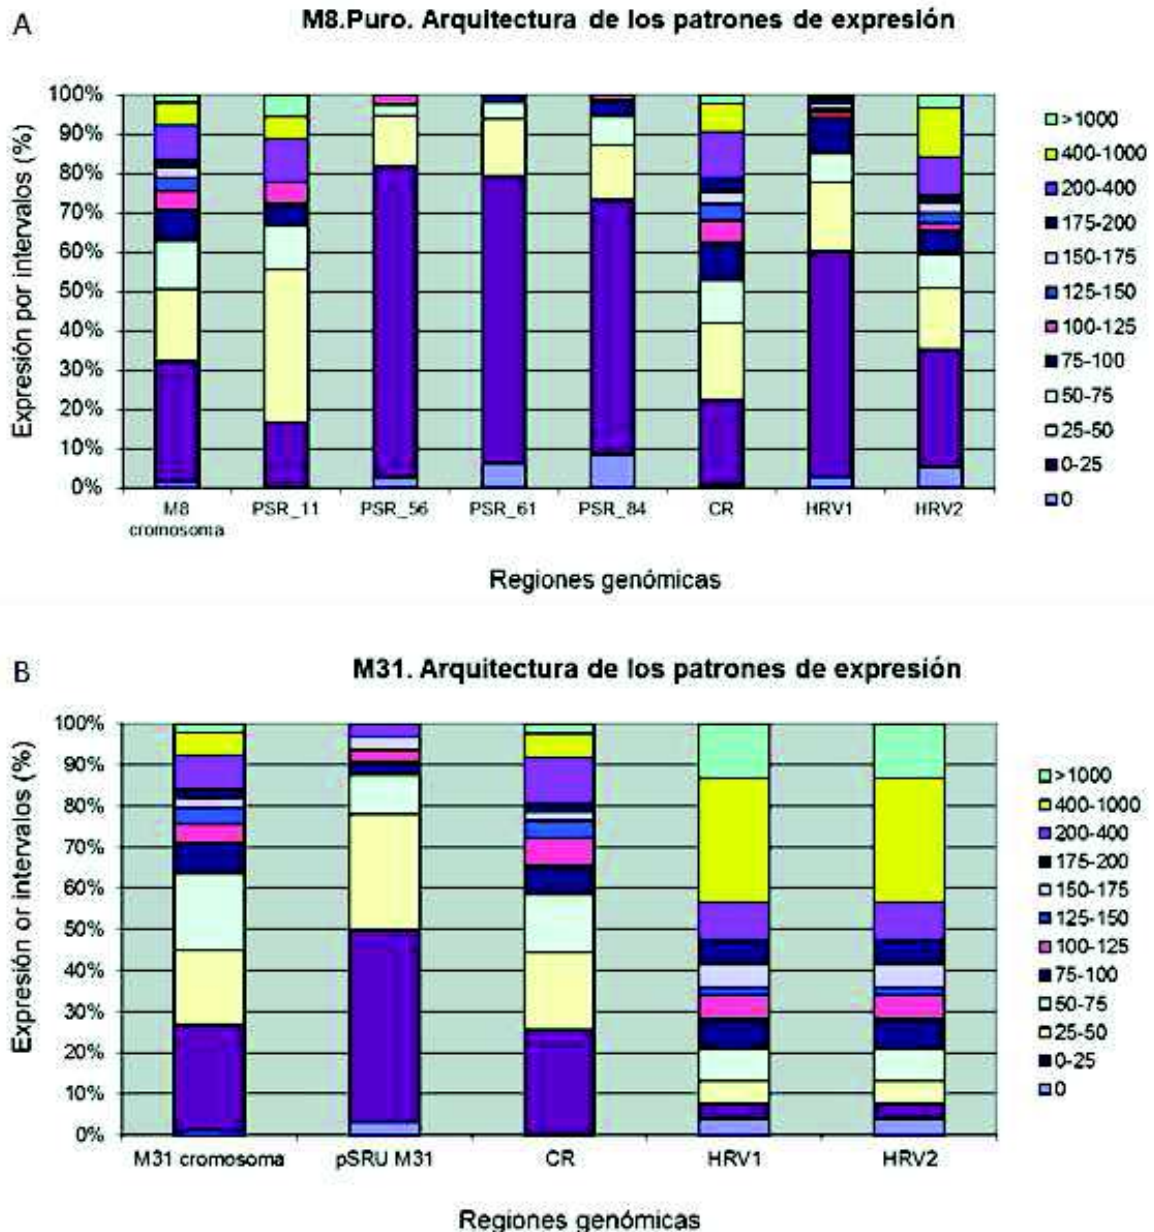 A
M8.Puro. Arquitectura de los patrones de expresión
Expresión por intervalos (%)
100%
90%
80%
70%
60%
50%
40%
30%
20%
10%
0%
M8 cromosoma
PSR_11
PSR_56
PSR_61
PSR_84
CR
HRV1
HRV2
Regiones genómicas
>1000
400-1000
200-400
175-200
150-175
125-150
100-125
75-100
50-75
25-50
0-25
0
B
M31. Arquitectura de los patrones de expresión
Expresión or intervalos (%)
100%
90%
80%
70%
60%
50%
40%
30%
20%
10%
0%
M31 cromosoma
pSRU M31
CR
HRV1
HRV2
Regiones genómicas
>1000
400-1000
200-400
175-200
150-175
125-150
100-125
75-100
50-75
25-50
0-25
0